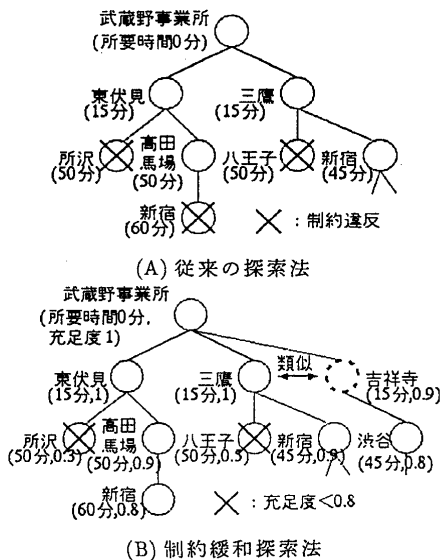 武蔵野事業所
(所要時間0分)
東伏見
(15分)
三鷹
(15分)
所沢
(50分)
高田
馬場
(50分)
八王子
(50分)
新宿
(45分)
新宿
(60分)
:制約違反
(A) 従来の探索法
武蔵野事業所
(所要時間0分,
充足度1)
類似
東伏見
(15分,1)
三鷹
(15分,1)
吉祥寺
(15分,0.9)
所沢
(50分,0.3)
高田
馬場
(50分,0.9)
八王子
(50分,0.3)
新宿
(45分,0.9)
渋谷
(45分,0.8)
新宿
(60分,0.8)
:充足度<0.8
(B) 制約緩和探索法